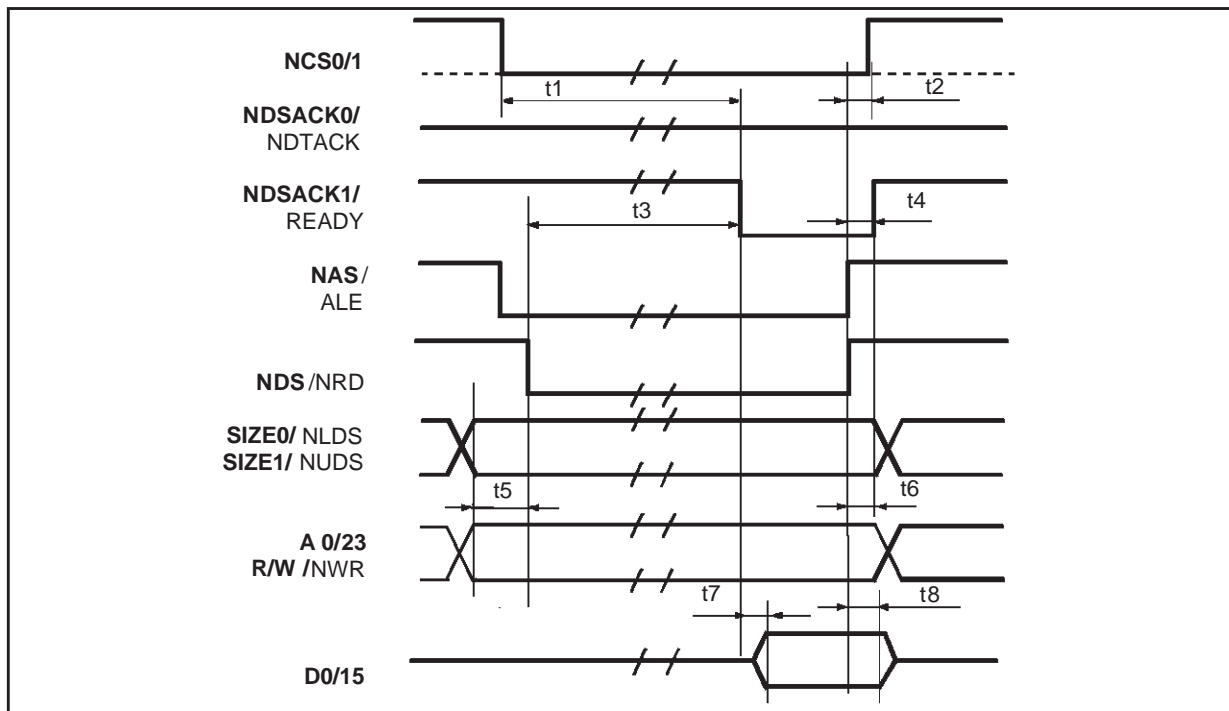 NCS0/1
t1
t2
NDSACK0/
NDTACK
NDSACK1/
READY
t3
t4
NAS/
ALE
NDS /NRD
SIZE0/ NLDS
SIZE1/ NUDS
t5
t6
A 0/23
R/W /NWR
t7
t8
D0/15